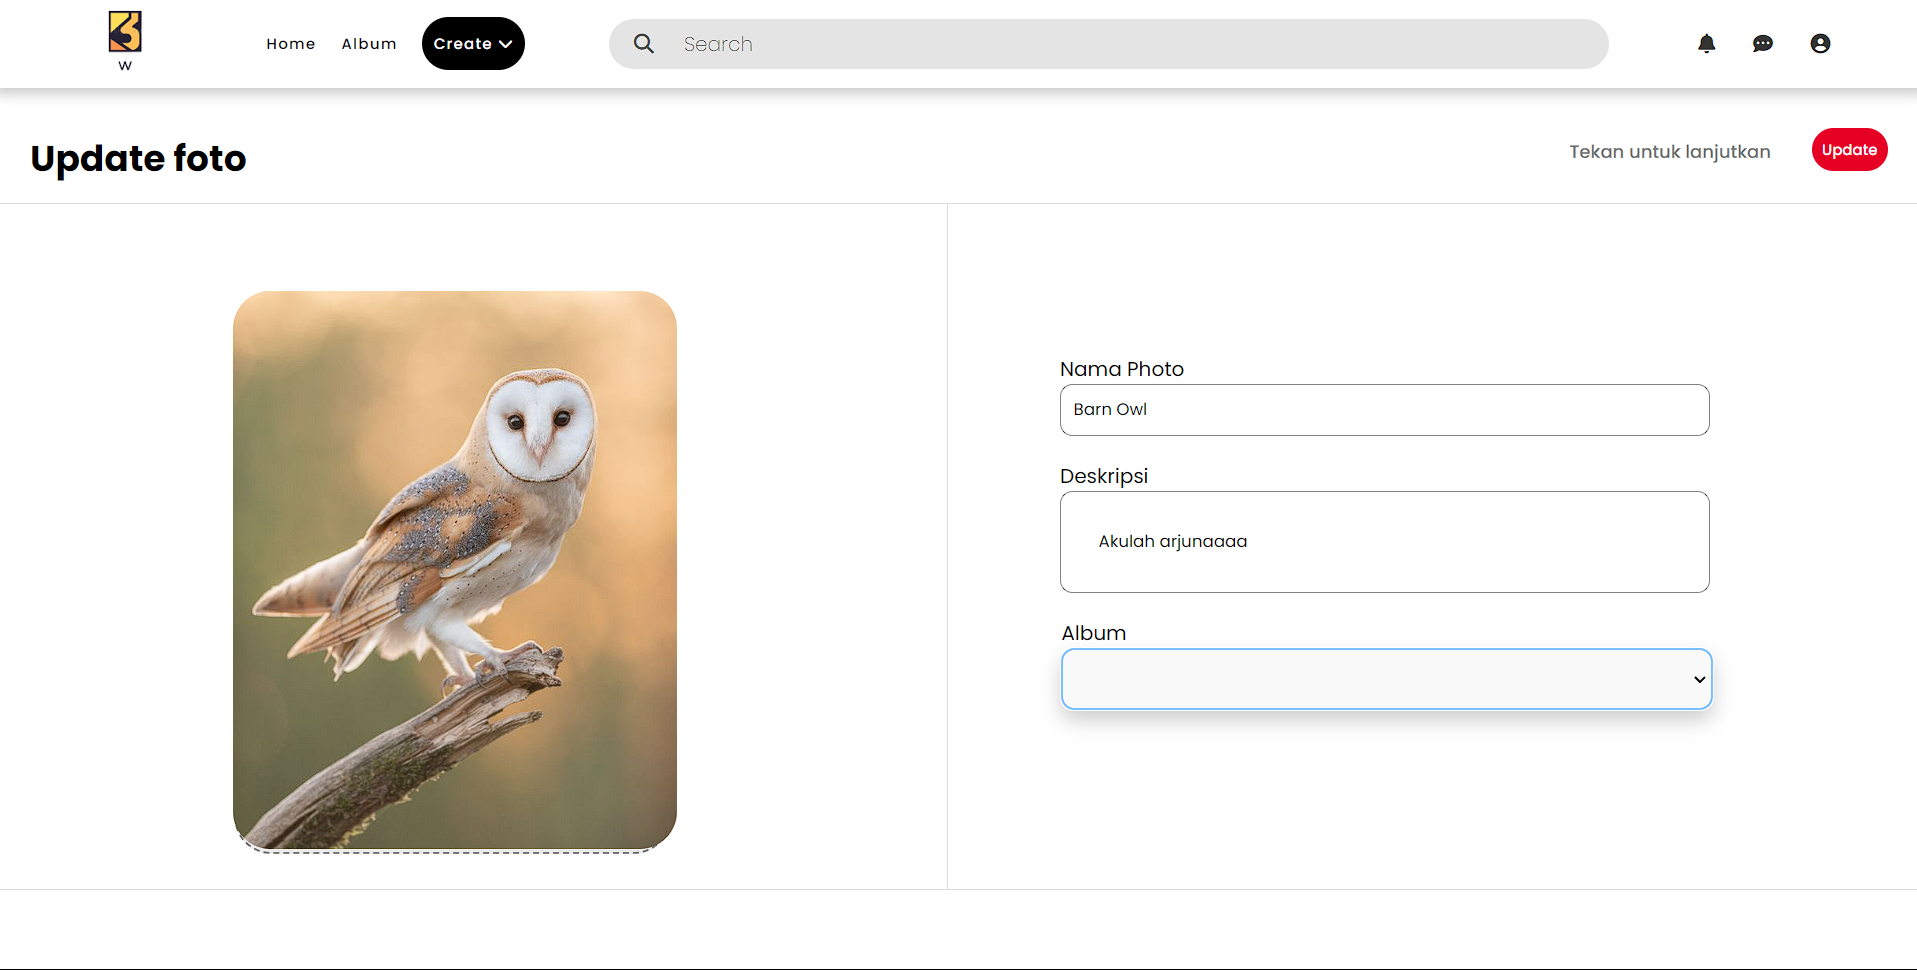 W
Home
Album
Create
Search
Update foto
Tekan untuk lanjutkan
Update
Nama Photo
Barn Owl
Deskripsi
Akulah arjunaaaa
Album